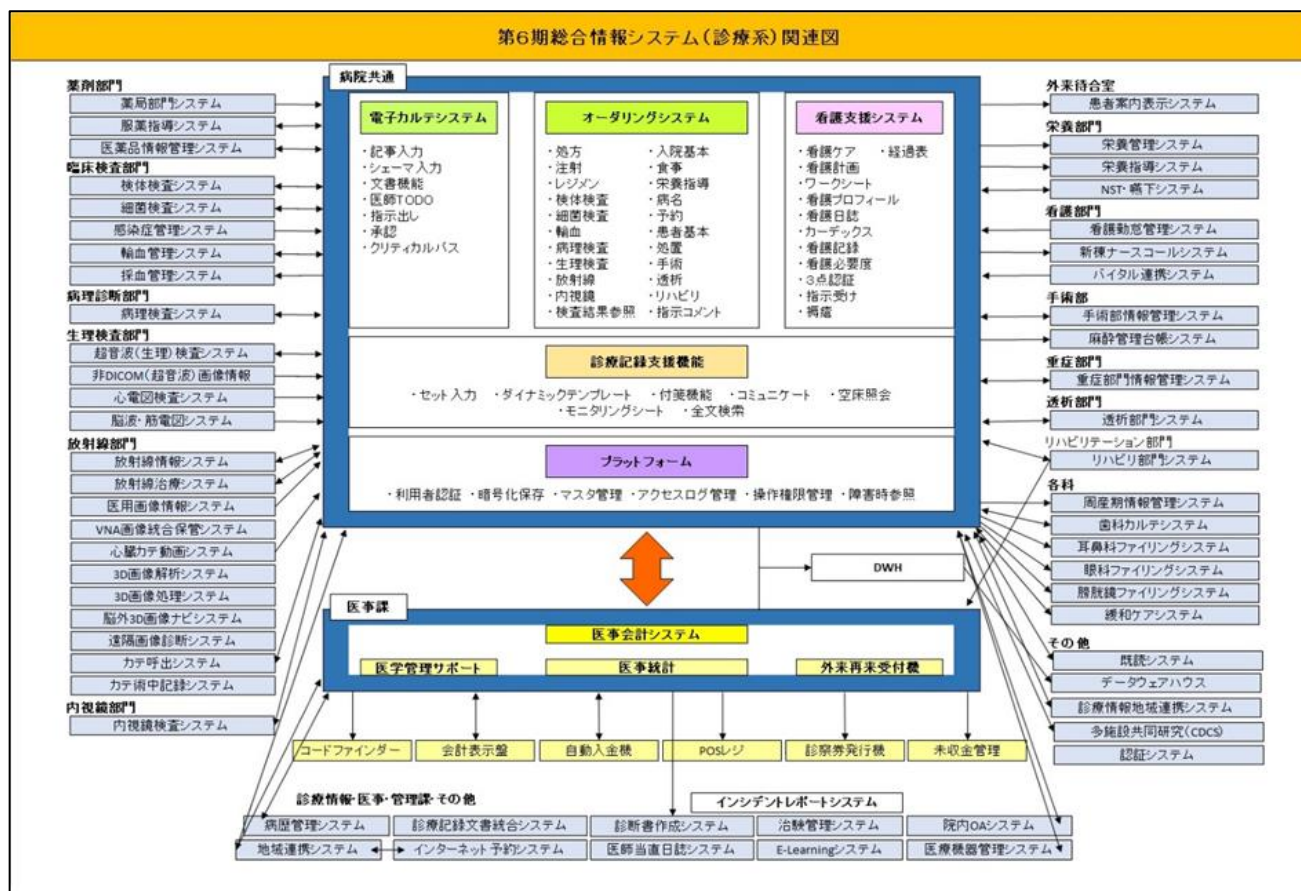 第6期総合情報システム(診療系)関連図
薬剤部門
薬局部門システム
服薬指導システム
医薬品情報管理システム
臨床検査部門
検体検査システム
細菌検査システム
感染症管理システム
輸血管理システム
採血管理システム
病理診断部門
病理検査システム
生理検査部門
超音波(生理)検査システム
非DICOM(超音波)画像情報
心電図検査システム
脳波・筋電図システム
放射線部門
放射線情報システム
放射線治療システム
医用画像情報システム
VNA画像統合保管システム
心臓カテ動画システム
3D画像解析システム
3D画像処理システム
脳外3D画像ナビシステム
遠隔画像診断システム
カテ呼出システム
カテ術中記録システム
内視鏡部門
内視鏡検査システム
病院共通
電子カルテシステム
・記事入力
・シェーマ入力
・文書機能
・医師TODO
・指示出し
・承認
・クリティカルパス
オーダリングシステム
・処方 ・入院基本
・注射 ・食事
・レジメン ・栄養指導
・検体検査 ・病名
・細菌検査 ・予約
・輸血 ・患者基本
・病理検査 ・処置
・生理検査 ・手術
・放射線 ・透析
・内視鏡 ・リハビリ
・検査結果参照 ・指示コメント
看護支援システム
・看護ケア ・経過表
・看護計画
・ワークシート
・看護プロフィール
・看護日誌
・カーデックス
・看護記録
・看護必要度
・3点認証
・指示受け
・褥瘡
診療記録支援機能
・セット入力 ・ダイナミックテンプレート ・付箋機能 ・コミュニケート ・空床照会
・モニタリングシート ・全文検索
プラットフォーム
・利用者認証 ・暗号化保存 ・マスタ管理 ・アクセスログ管理 ・操作権限管理 ・障害時参照
DWH
医事課
医事会計システム
医学管理サポート
医事統計
外来再来受付機
コードファインダー
会計表示盤
自動入金機
POSレジ
診察券発行機
未収金管理
診療情報・医事・管理課・その他
インシデントレポートシステム
病歴管理システム
診療記録文書統合システム
診断書作成システム
治験管理システム
院内OAシステム
地域連携システム
インターネット予約システム
医師当直日誌システム
E-Learningシステム
医療機器管理システム
外来待合室
患者案内表示システム
栄養部門
栄養管理システム
栄養指導システム
NST・嚥下システム
看護部門
看護勤怠管理システム
新棟ナースコールシステム
バイタル連携システム
手術部
手術部情報管理システム
麻酔管理台帳システム
重症部門
重症部門情報管理システム
透析部門
透析部門システム
リハビリテーション部門
リハビリ部門システム
各科
周産期情報管理システム
歯科カルテシステム
耳鼻科ファイリングシステム
眼科ファイリングシステム
膀胱鏡ファイリングシステム
緩和ケアシステム
その他
既読システム
データウェアハウス
診療情報地域連携システム
多施設共同研究(CDCS)
認証システム